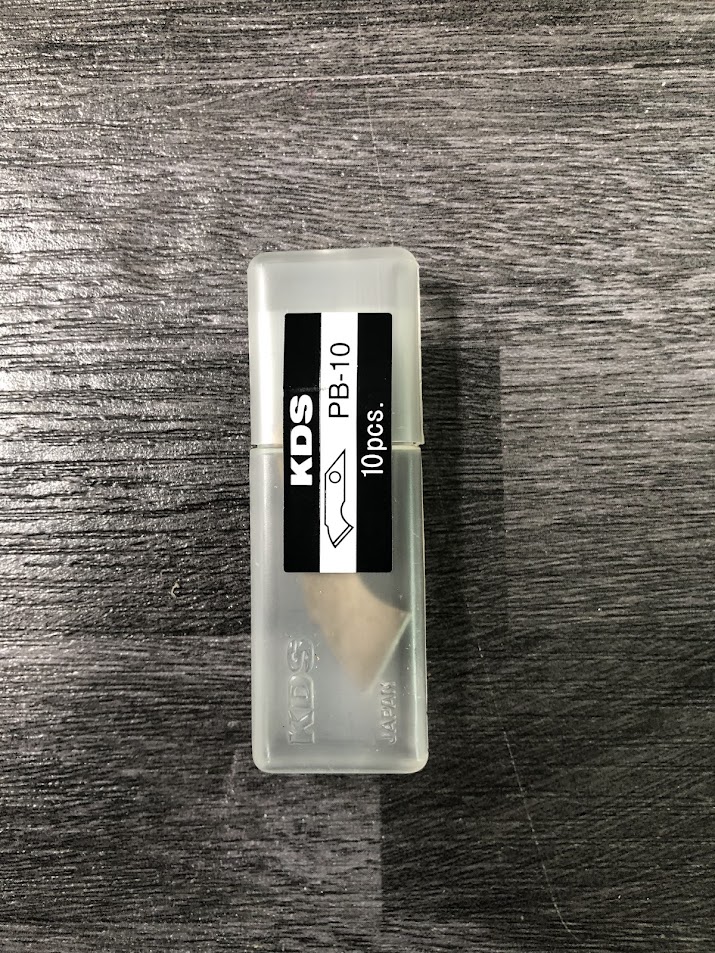 KDS
PB-10
10pcs.
KDS
JAPAN